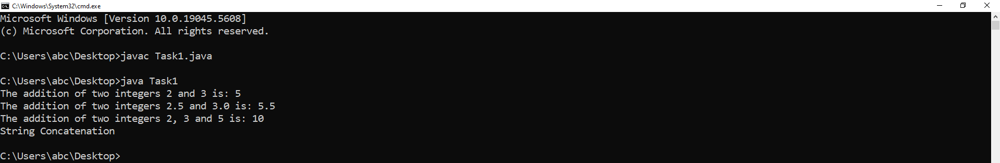 C:\Windows\System32\cmd.exe
Microsoft Windows [Version 10.0.19045.5608]
(c) Microsoft Corporation. All rights reserved.
C:\Users\abc\Desktop>javac Task1.java
C:\Users\abc\Desktop>java Task1
The addition of two integers 2 and 3 is: 5
The addition of two integers 2.5 and 3.0 is: 5.5
The addition of two integers 2, 3 and 5 is: 10
String Concatenation
C:\Users\abc\Desktop>